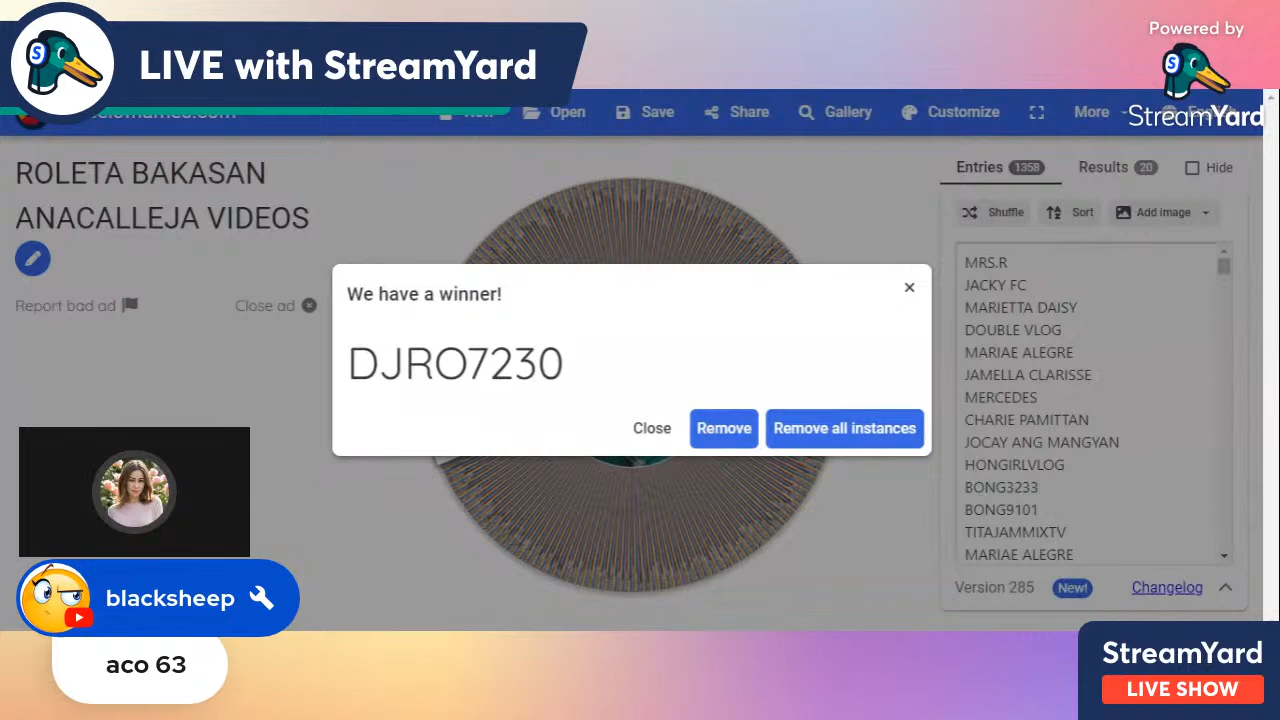 LIVE with StreamYard
Powered by
StreamYard
Open
Save
Share
Gallery
Customize
More
ROLETA BAKASAN
ANACALLEJA VIDEOS
Report bad ad
Close ad
Entries 1358
Results 20
Hide
Shuffle
Sort
Add image
MRS.R
JACKY FC
MARIETTA DAISY
DOUBLE VLOG
MARIAE ALEGRE
JAMELLA CLARISSE
MERCEDES
CHARIE PAMITTAN
JOCAY ANG MANGYAN
HONGIRLVLOG
BONG3233
BONG9101
TITAJAMMIXTV
MARIAE ALEGRE
Version 285
New!
Changelog
We have a winner!
DJRO7230
Close
Remove
Remove all instances
S
S
blacksheep
aco 63
StreamYard
LIVE SHOW